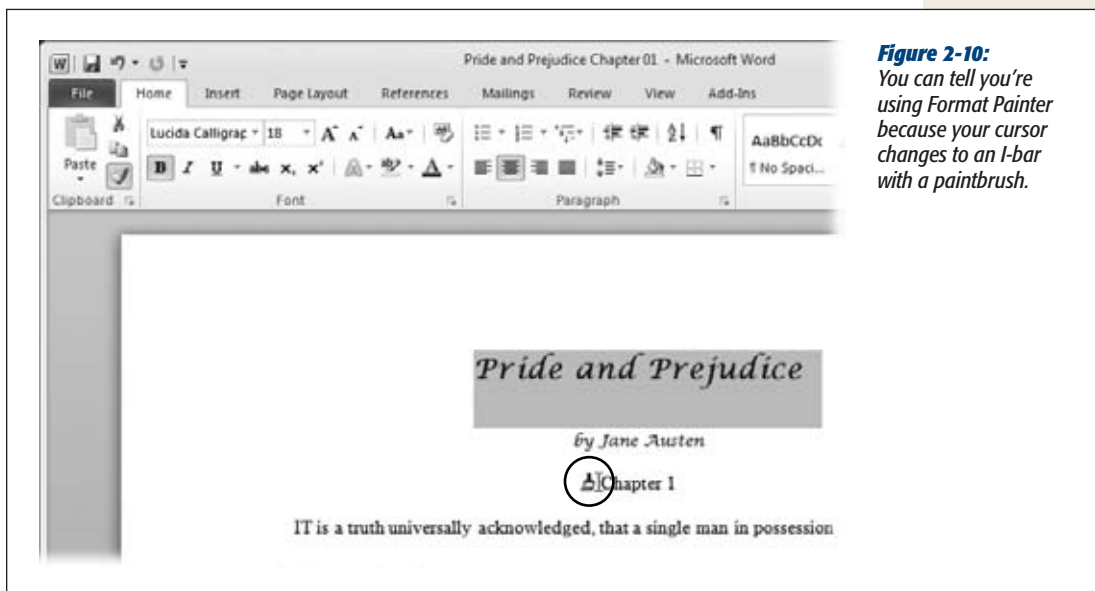 Pride and Prejudice Chapter 01 - Microsoft Word
File Home Insert Page Layout References Mailings Review View Add-Ins
Lucida Calligrap 18 A A Aa
AaBbCcDc
Paste B I U abc x, x' A A
¶ No Spaci...
Clipboard Font Paragraph
Pride and Prejudice
by Jane Austen
Chapter 1
IT is a truth universally acknowledged, that a single man in possession
Figure 2-10:
You can tell you're
using Format Painter
because your cursor
changes to an I-bar
with a paintbrush.